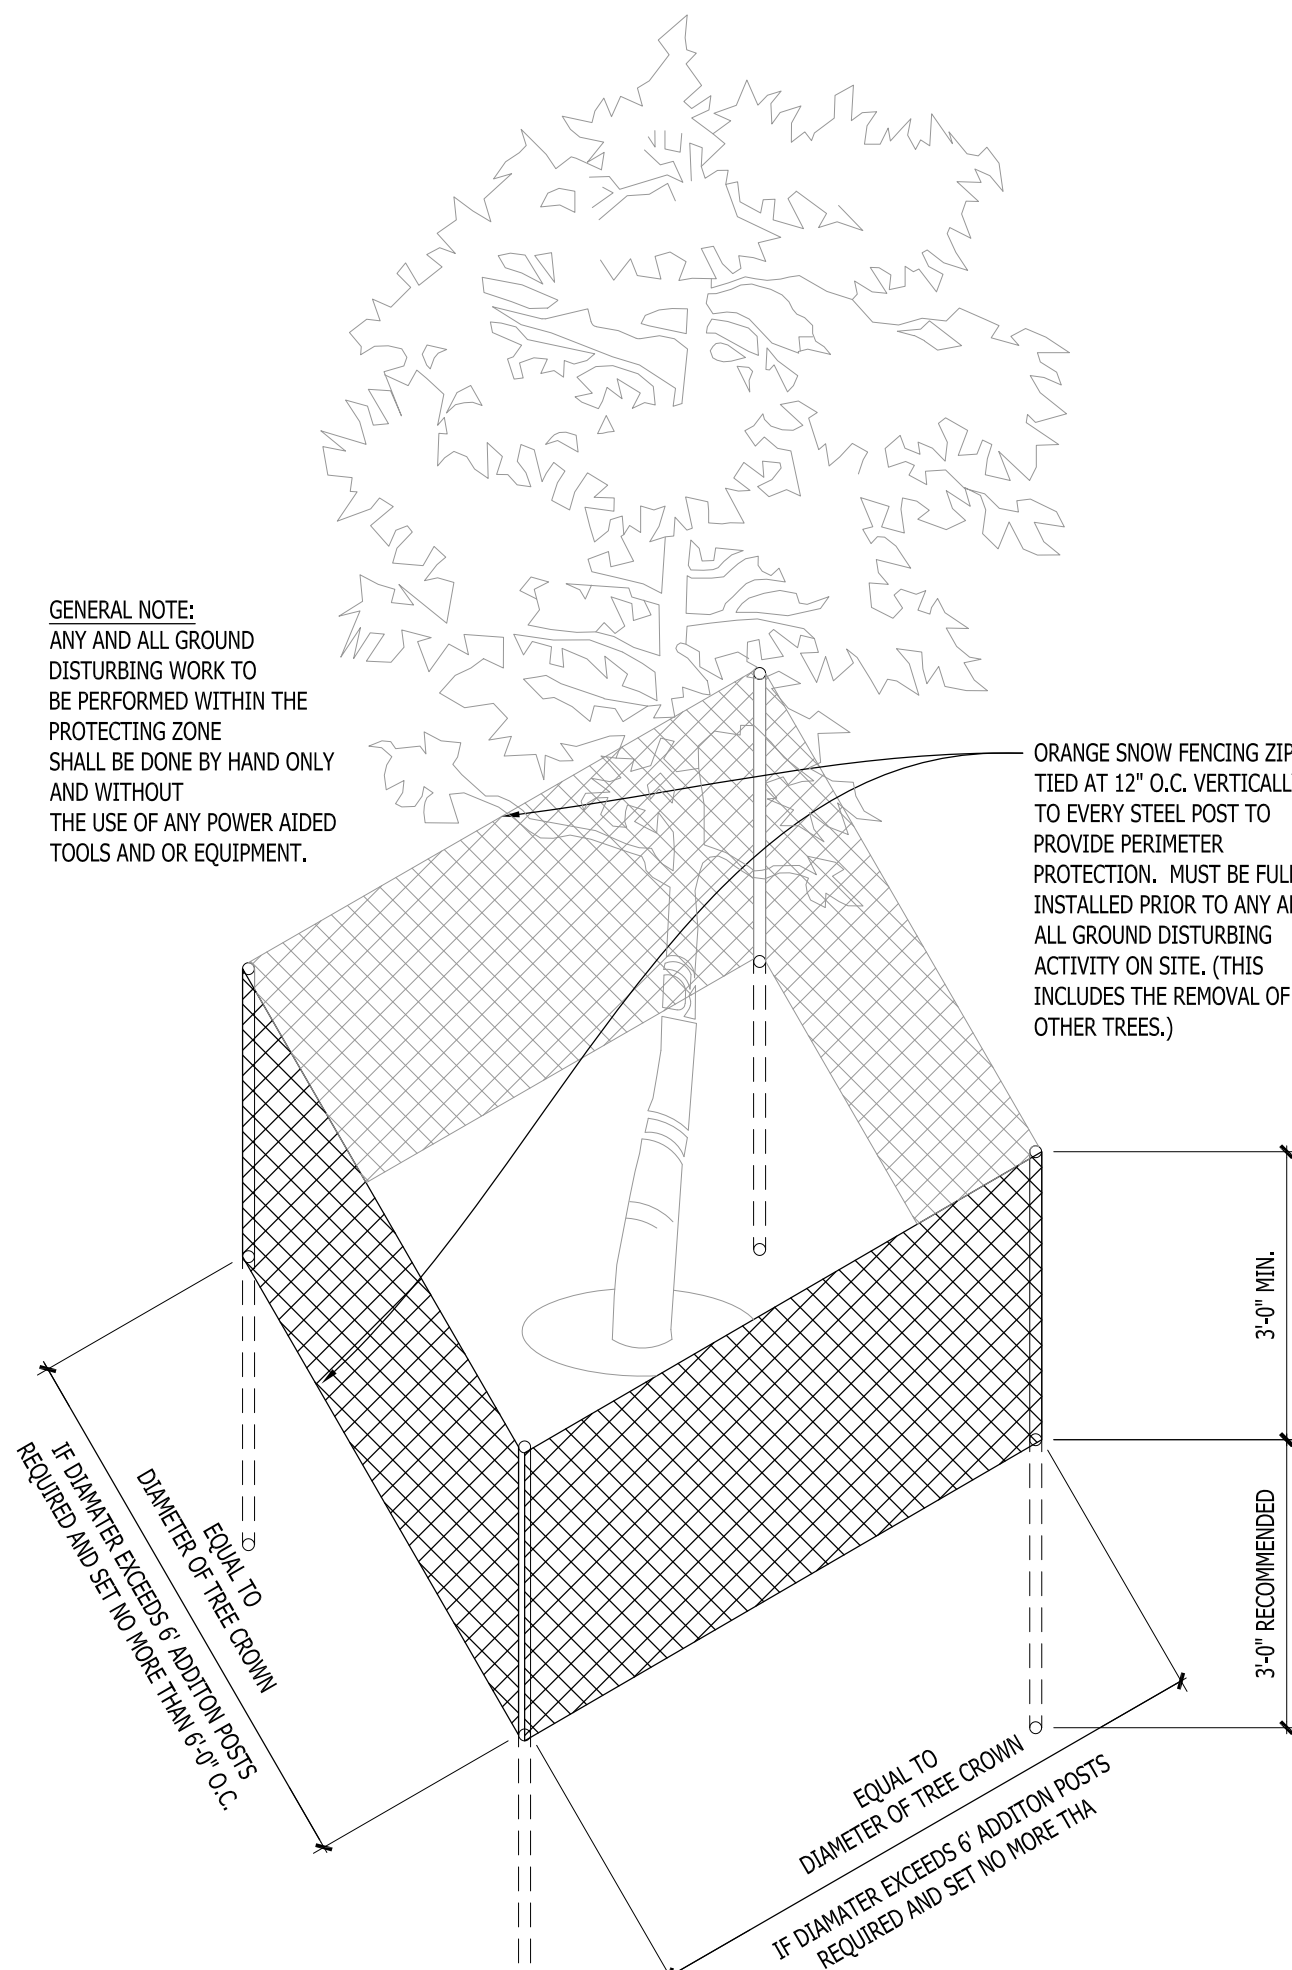 GENERAL NOTE:
ANY AND ALL GROUND
DISTURBING WORK TO
BE PERFORMED WITHIN THE
PROTECTING ZONE
SHALL BE DONE BY HAND ONLY
AND WITHOUT
THE USE OF ANY POWER AIDED
TOOLS AND OR EQUIPMENT.
ORANGE SNOW FENCING ZIP
TIED AT 12" O.C. VERTICALL
TO EVERY STEEL POST TO
PROVIDE PERIMETER
PROTECTION. MUST BE FULL
INSTALLED PRIOR TO ANY A
ALL GROUND DISTURBING
ACTIVITY ON SITE. (THIS
INCLUDES THE REMOVAL OF
OTHER TREES.)
3'-0" MIN.
3'-0" RECOMMENDED
EQUAL TO
DIAMETER OF TREE CROWN
IF DIAMATER EXCEEDS 6' ADDITON POSTS
REQUIRED AND SET NO MORE THAN 6'-0" O.C.
EQUAL TO
DIAMETER OF TREE CROWN
IF DIAMATER EXCEEDS 6' ADDITON POSTS
REQUIRED AND SET NO MORE THA